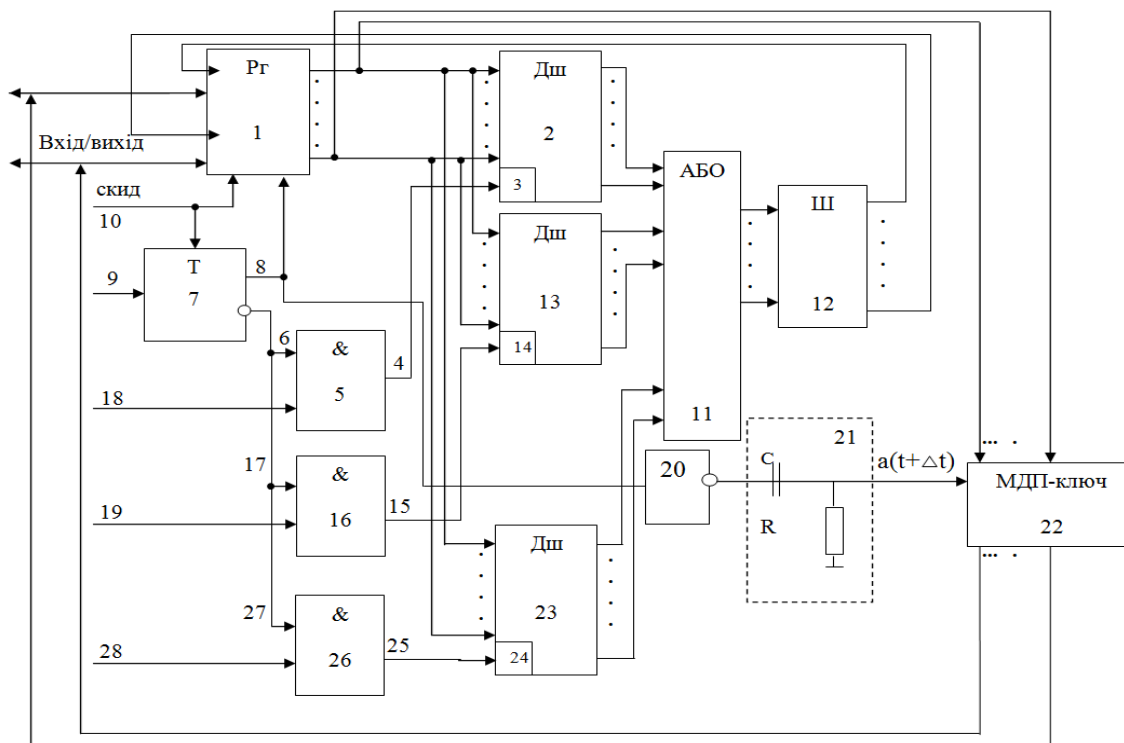 Рг
1
Вхід/вихід
скид
10
9
Т
7
8
6
&
5
4
18
17
&
16
15
19
27
&
26
25
28
Дш
2
3
Дш
13
14
Дш
23
24
АБО
11
Ш
12
20
21
C
R
a(t+△t)
МДП-ключ
22